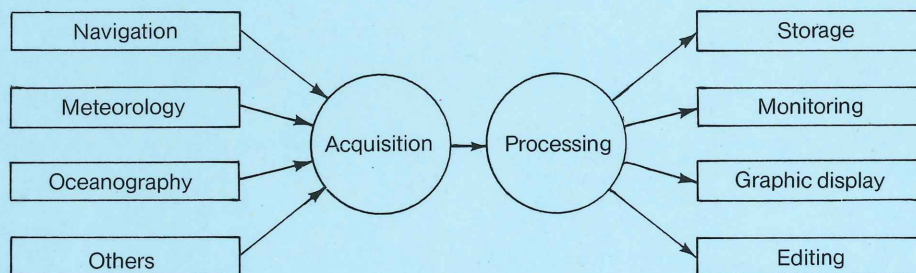 Navigation
Meteorology
Oceanography
Others
Acquisition
Processing
Storage
Monitoring
Graphic display
Editing